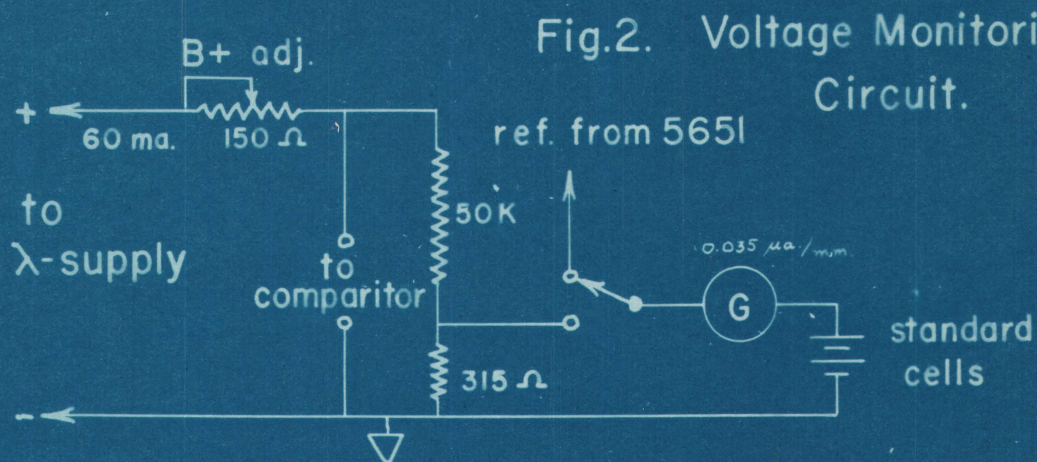 Fig.2. Voltage Monitori
Circuit.
B+ adj.
+
60 ma.
150 Ω
ref. from 5651
to
λ-supply
50K
0.035 µa./mm.
to
comparitor
G
standard
cells
315 Ω
-